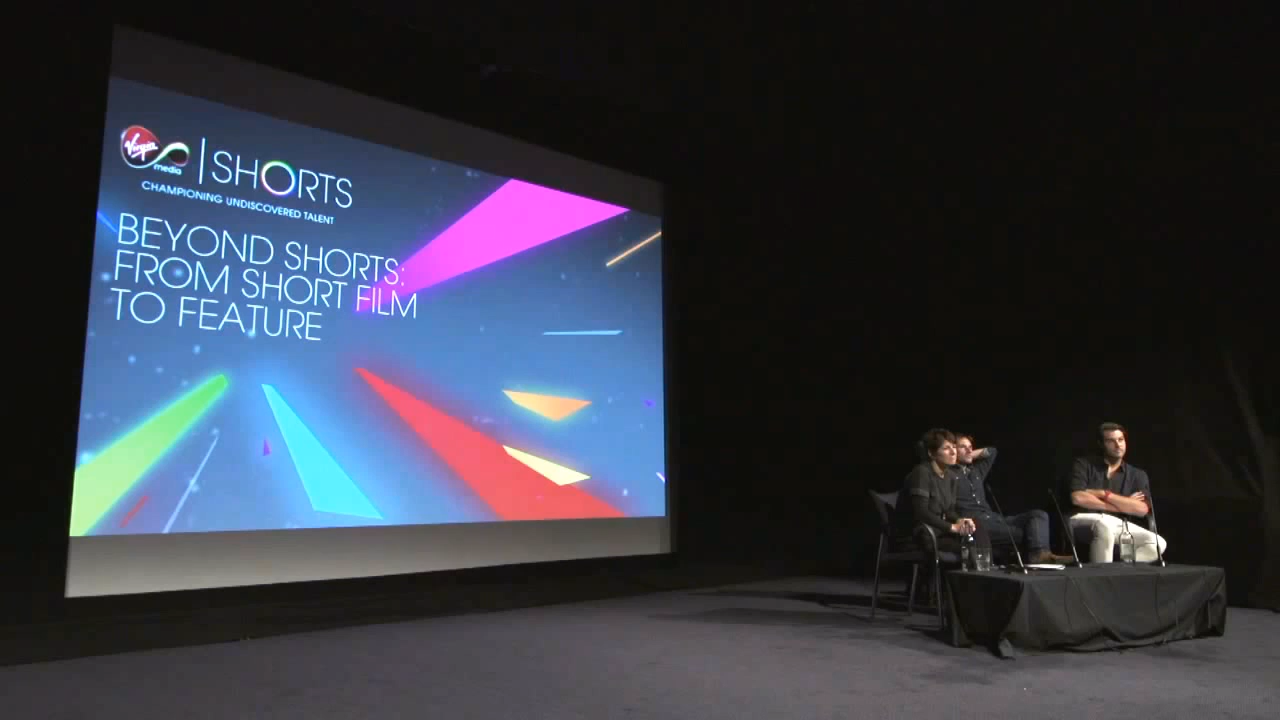 Virgin
media
SHORTS
CHAMPIONING UNDISCOVERED TALENT
BEYOND SHORTS:
FROM SHORT FILM
TO FEATURE